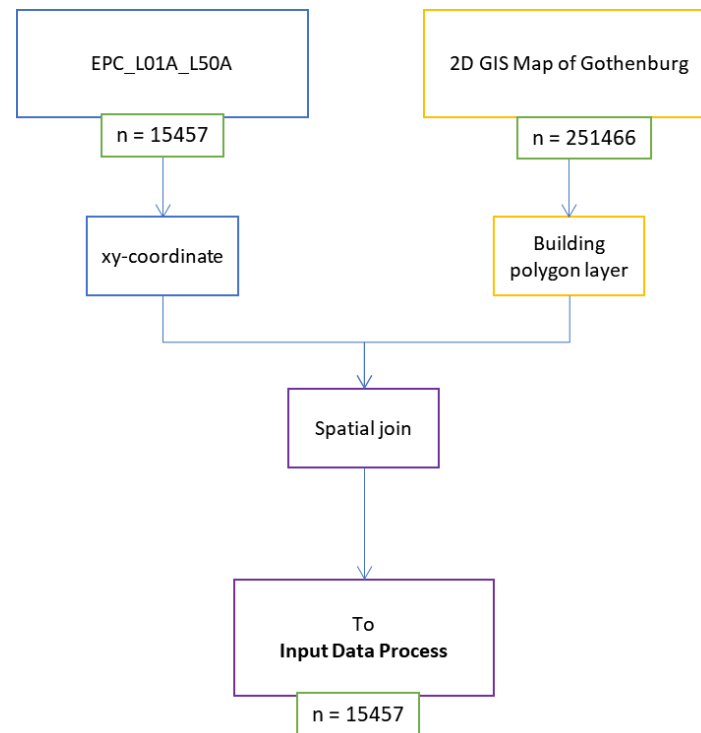 EPC_L01A_L50A
2D GIS Map of Gothenburg
n = 15457
n = 251466
xy-coordinate
Building
polygon layer
Spatial join
To
Input Data Process
n = 15457